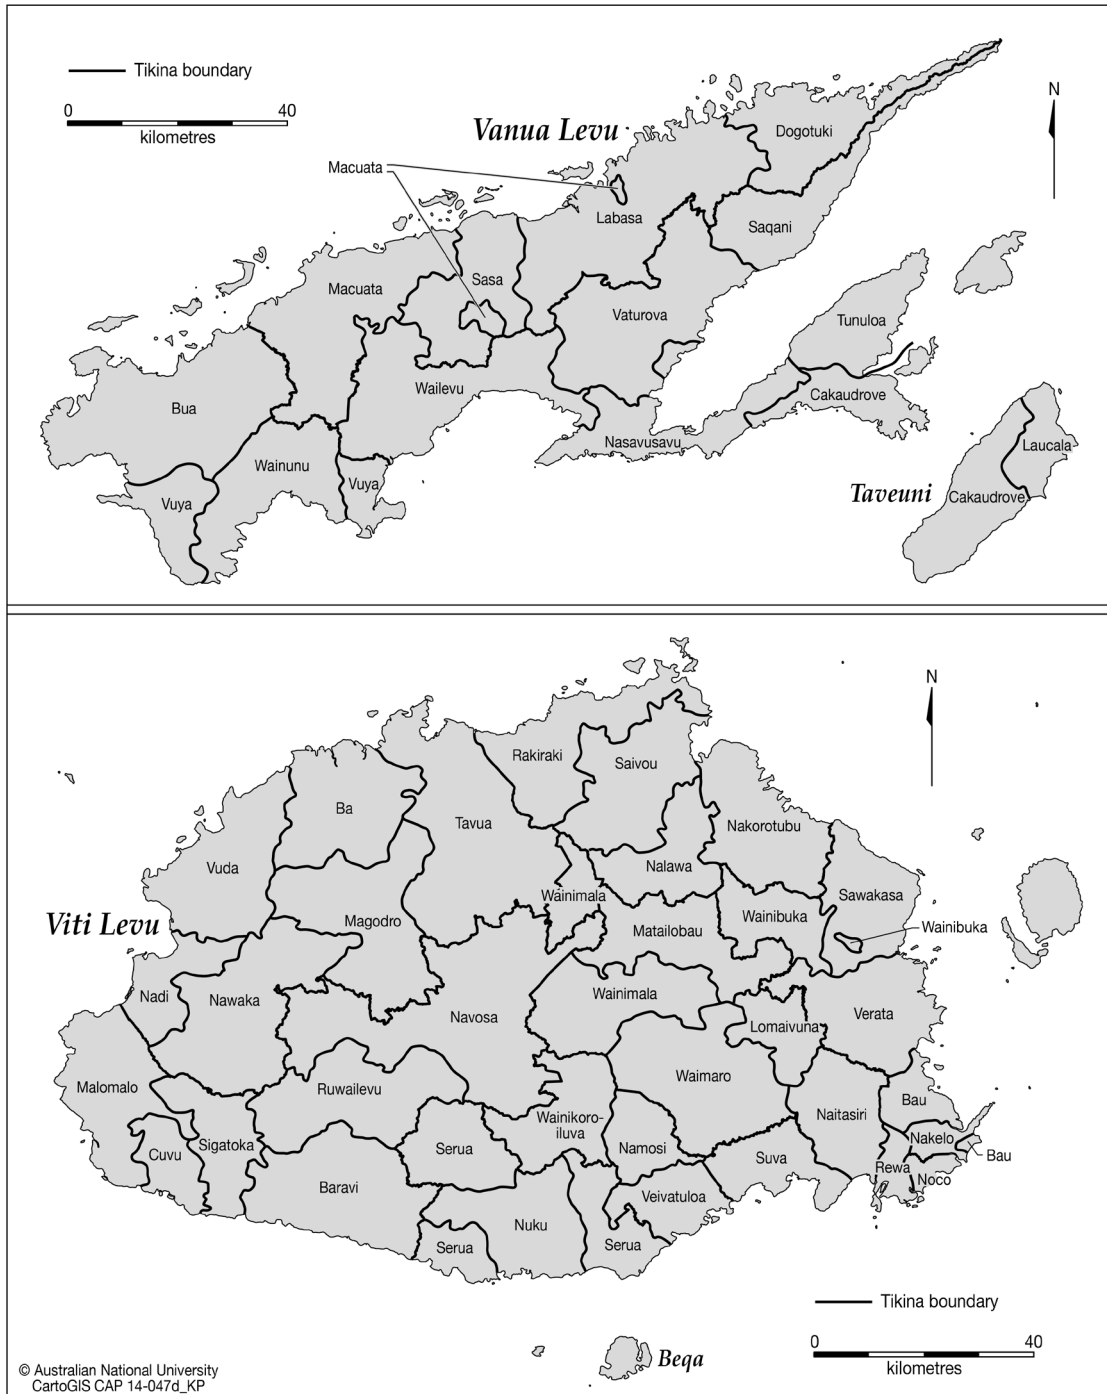 Tikina boundary
0 40
kilometres
N
Vanua Levu
Dogotuki
Macuata
Labasa
Saqani
Sasa
Macuata
Vaturova
Tunuloa
Wailevu
Cakaudrove
Bua
Nasavusavu
Laucala
Wainunu
Vuya
Taveuni
Cakaudrove
Vuya
N
Rakiraki
Saivou
Ba
Tavua
Nakorotubu
Vuda
Nalawa
Wainimala
Sawakasa
Viti Levu
Magodro
Wainibuka
Matailobau
Wainibuka
Nadi
Nawaka
Wainimala
Navosa
Lomaivuna
Verata
Malomalo
Ruwailevu
Waimaro
Bau
Naitasiri
Wainikoro-
iluva
Cuvu
Sigatoka
Serua
Namosi
Nakelo
Bau
Suva
Rewa
Noco
Baravi
Veivatuloa
Nuku
Serua
Serua
Tikina boundary
0 40
kilometres
Beqa
© Australian National University
CartoGIS CAP 14-047d_KP